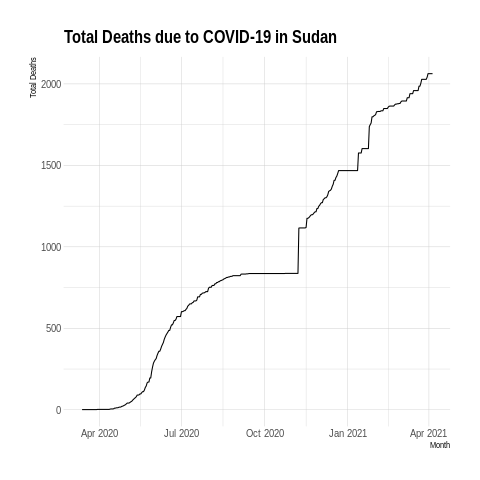 Total Deaths due to COVID-19 in Sudan
Total Deaths
2000
1500
1000
500
0
Apr 2020 Jul 2020 Oct 2020 Jan 2021 Apr 2021
Month